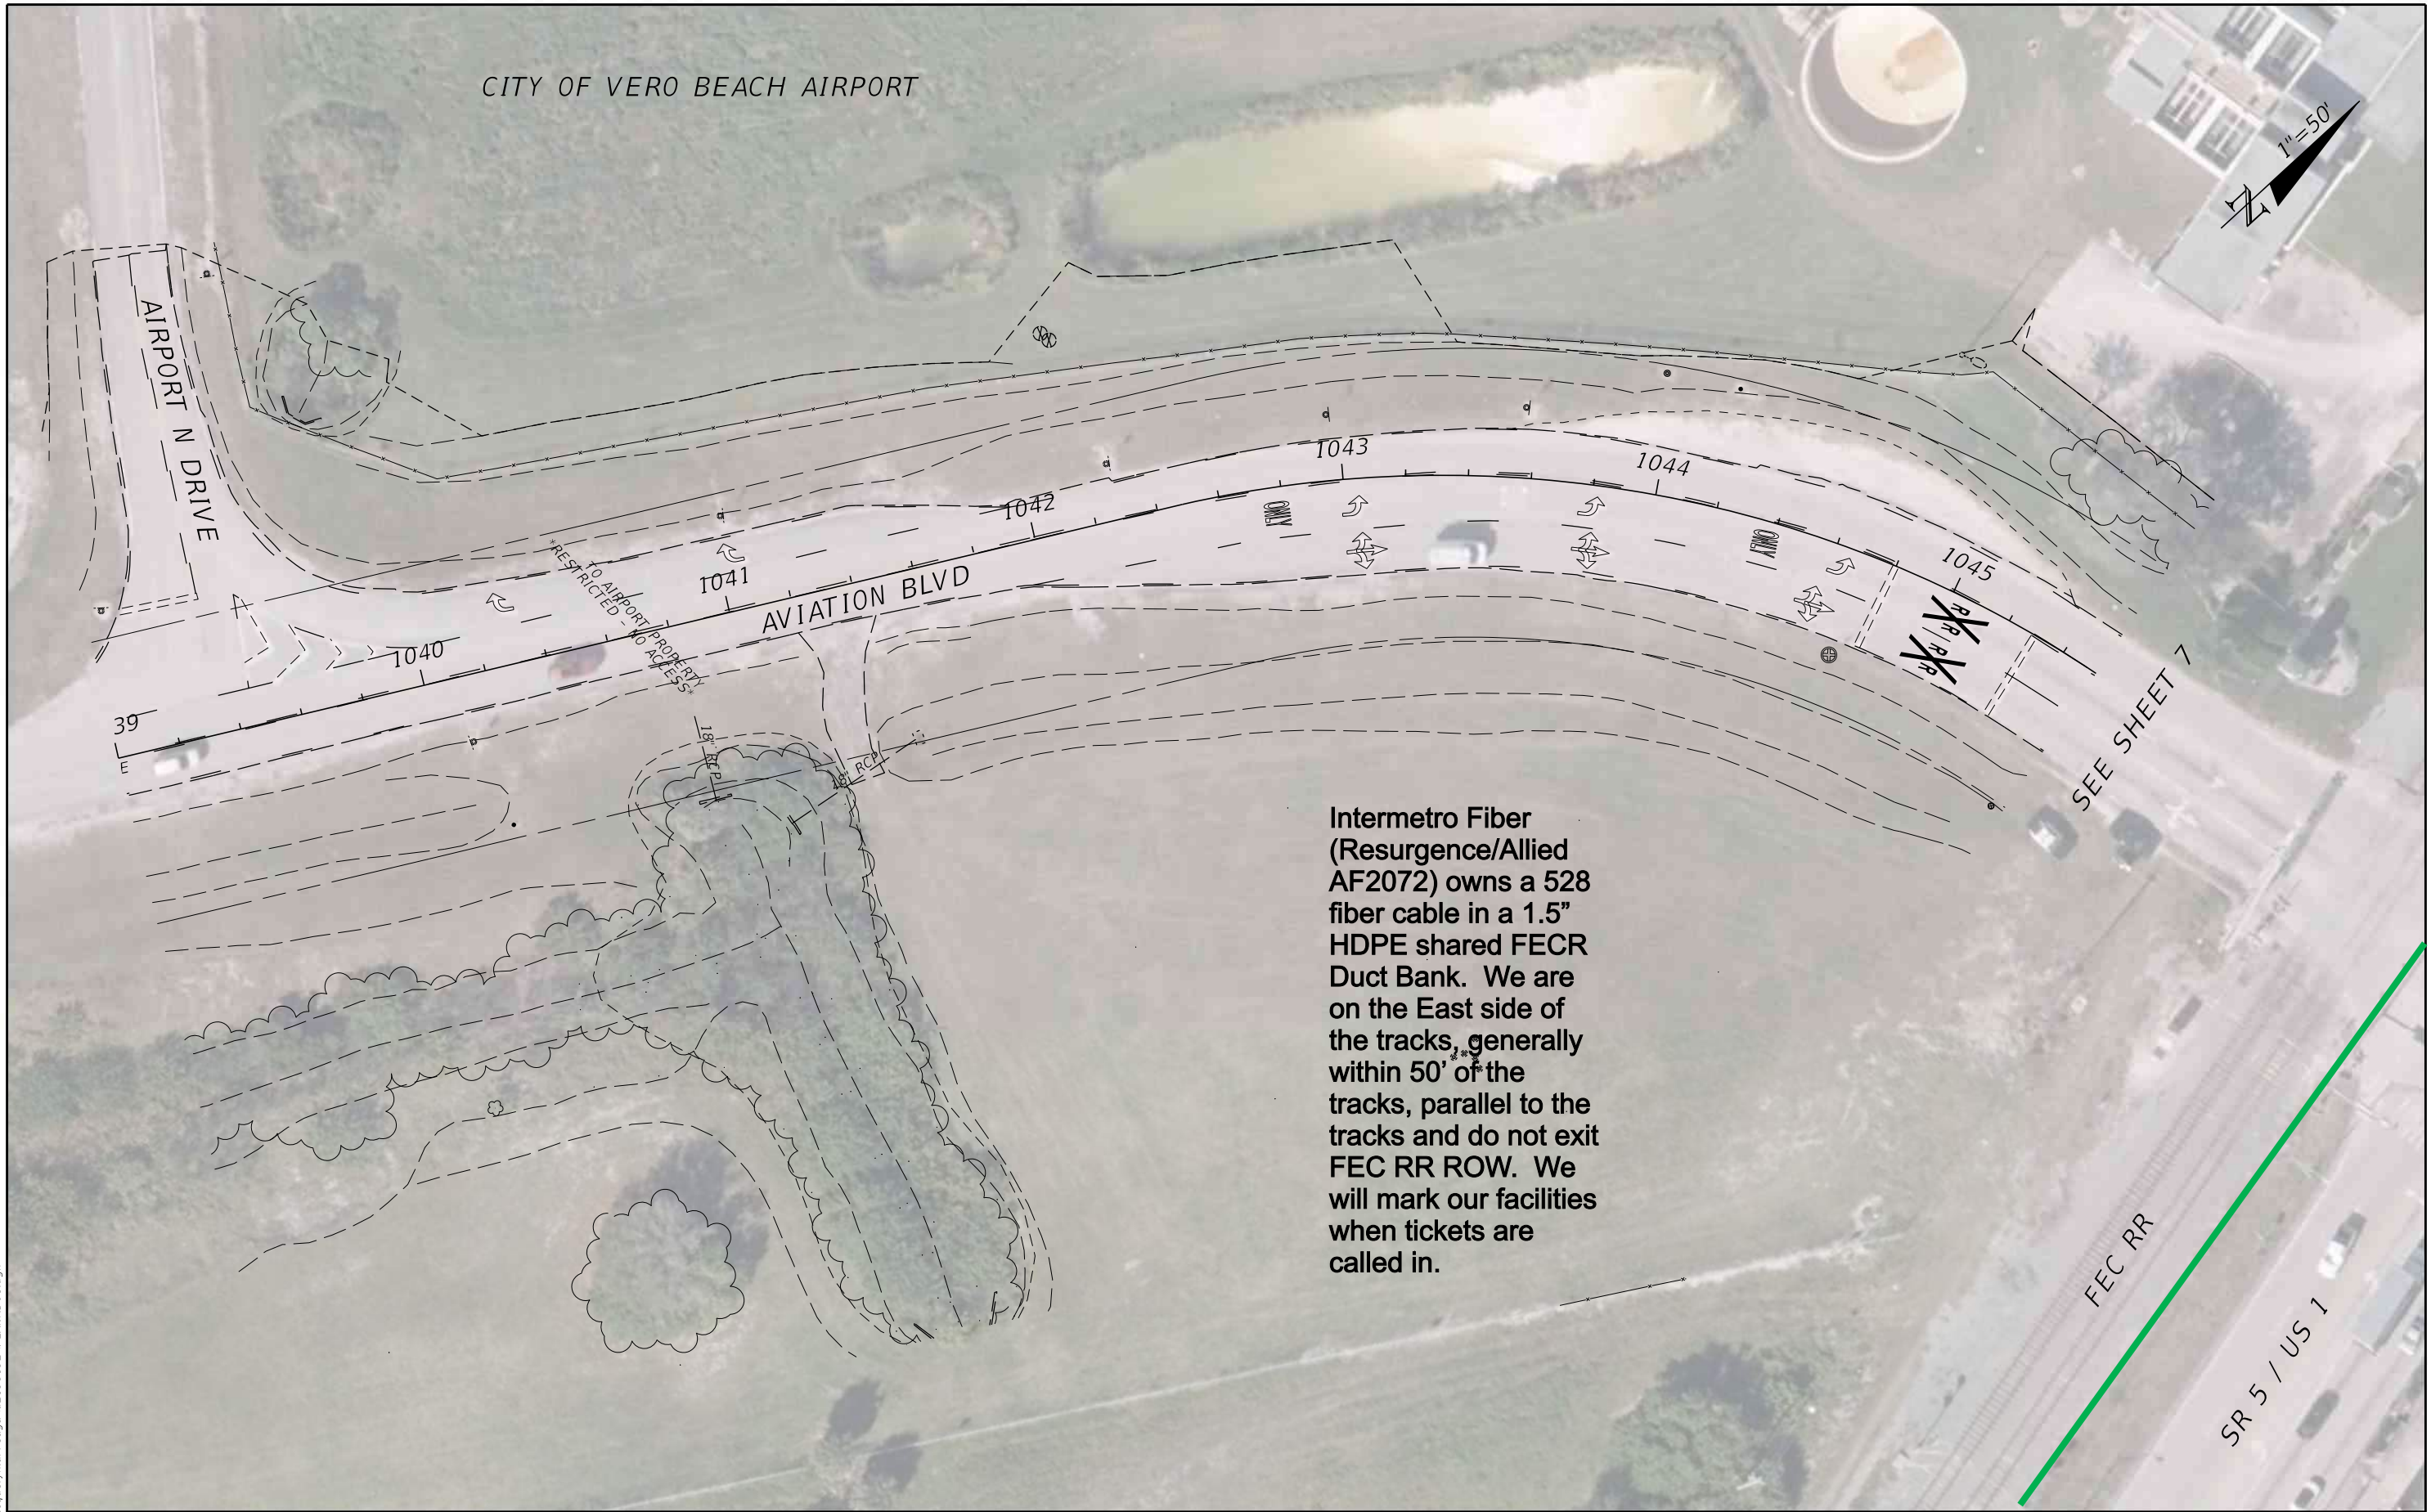 CITY OF VERO BEACH AIRPORT
1"=50'
N
AIRPORT N DRIVE
1043
1044
1042
ONLY
ONLY
1045
1041
*RESTRICTED - NO ACCESS*
TO AIRPORT PROPERTY
AVIATION BLVD
1040
R R
R R
39
E
18" RCP
18" RCP
SEE SHEET 7
Intermetro Fiber
(Resurgence/Allied
AF2072) owns a 528
fiber cable in a 1.5”
HDPE shared FECR
Duct Bank. We are
on the East side of
the tracks, generally
within 50’ of the
tracks, parallel to the
tracks and do not exit
FEC RR ROW. We
will mark our facilities
when tickets are
called in.
FEC RR
SR 5 / US 1